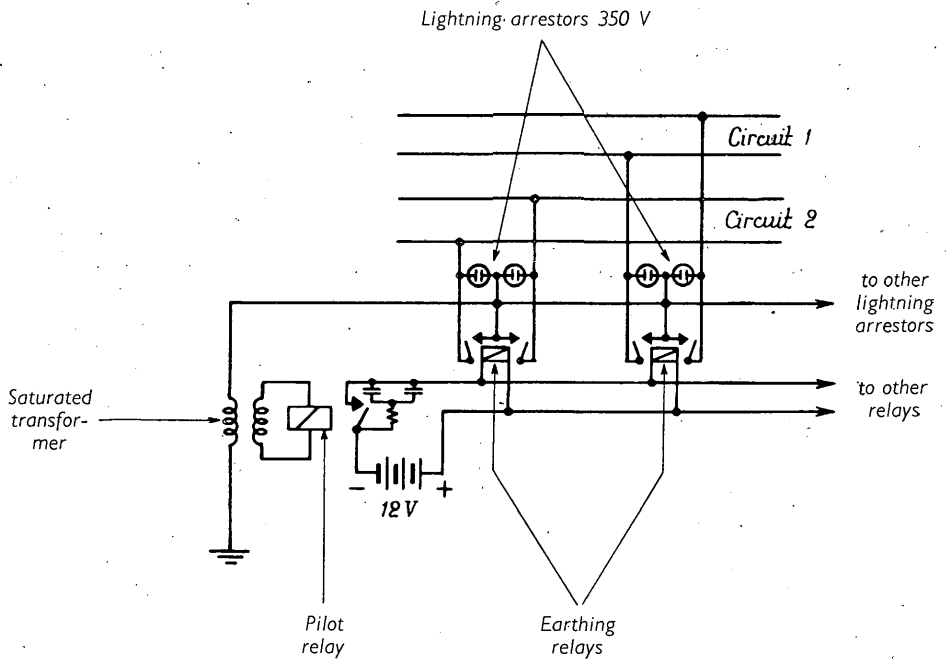 Lightning arrestors 350 V
Circuit 1
Circuit 2
to other
lightning
arrestors
to other
relays
Saturated
transfor-
mer
− +
12 V
Pilot
relay
Earthing
relays